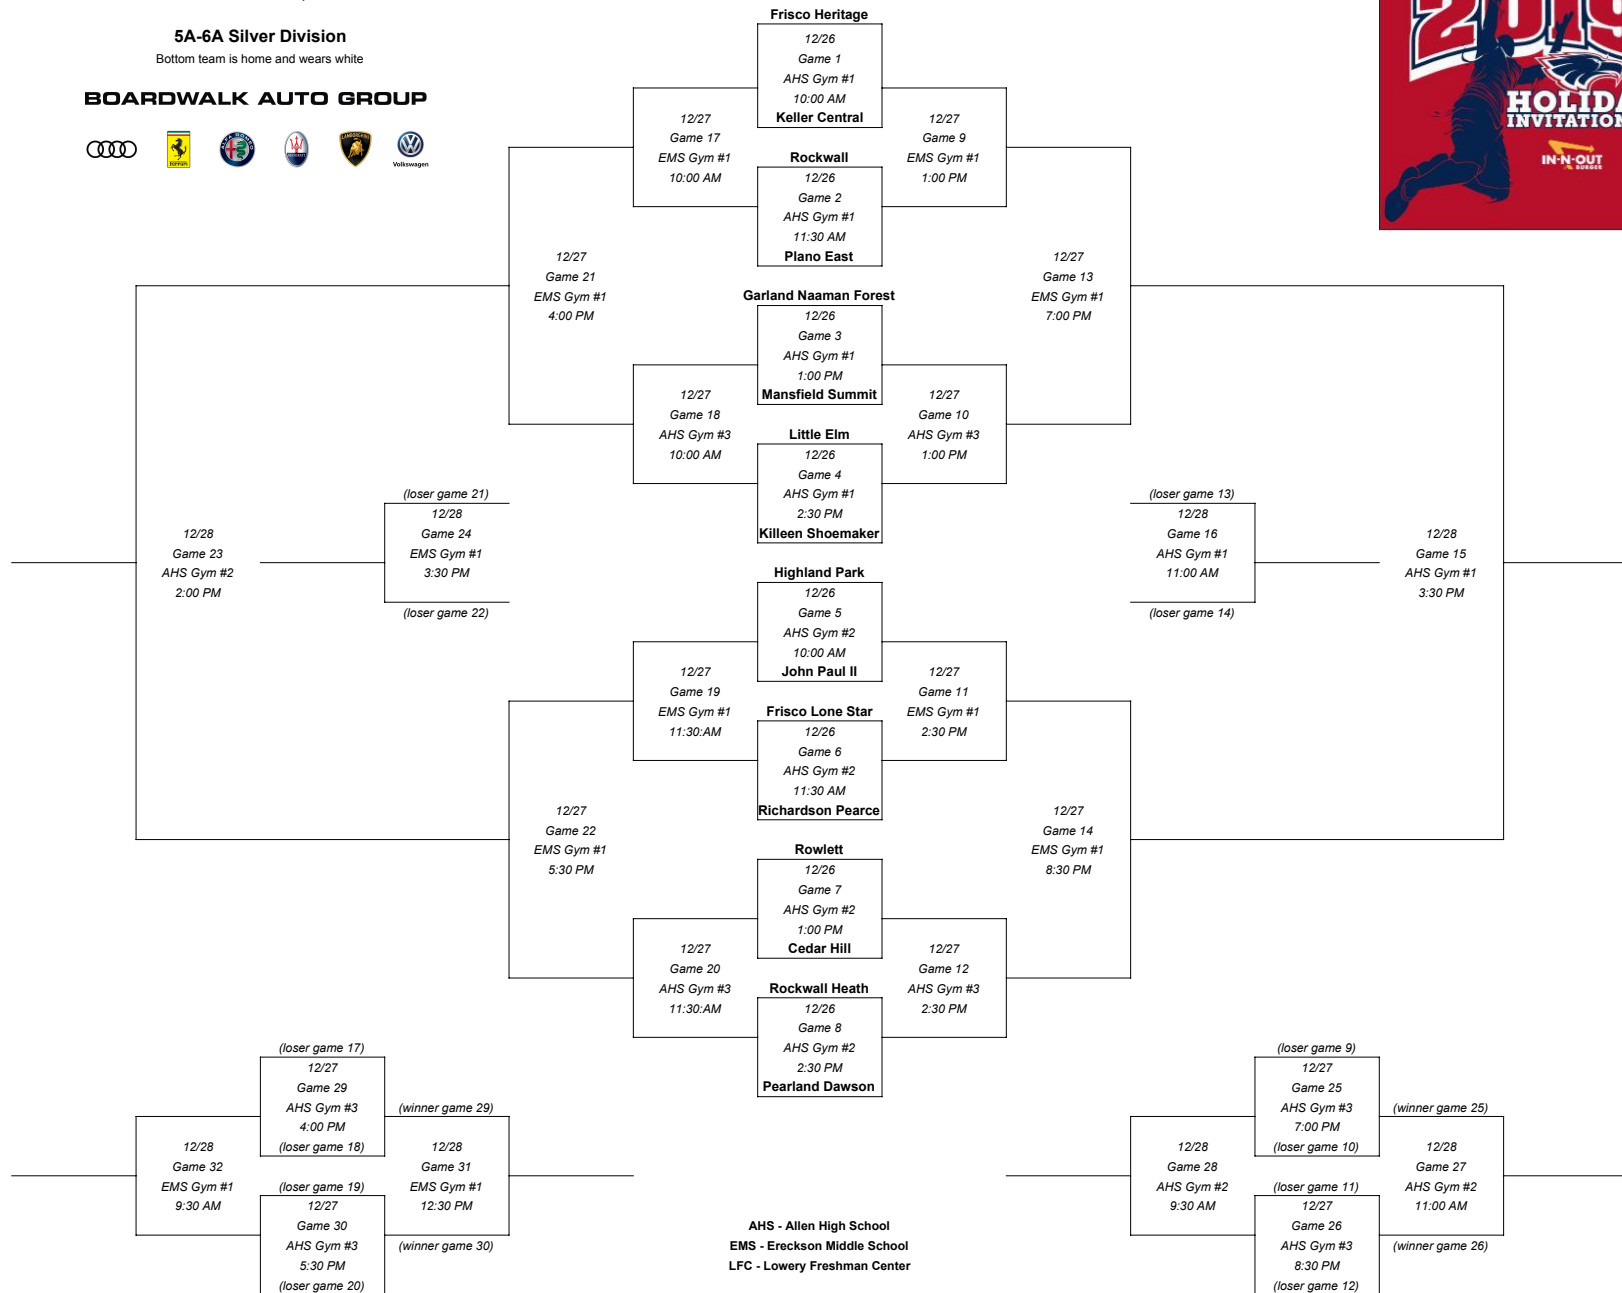 5A-6A Silver Division
Bottom team is home and wears white
BOARDWALK AUTO GROUP
Ferrari
ALFA ROMEO
MASERATI
LAMBORGHINI
Volkswagen
2019
HOLIDA
INVITATION
IN-N-OUT
BURGER
Frisco Heritage
12/26
Game 1
AHS Gym #1
10:00 AM
Keller Central
12/27
Game 17
EMS Gym #1
10:00 AM
12/27
Game 9
EMS Gym #1
1:00 PM
Rockwall
12/26
Game 2
AHS Gym #1
11:30 AM
Plano East
12/27
Game 21
EMS Gym #1
4:00 PM
12/27
Game 13
EMS Gym #1
7:00 PM
Garland Naaman Forest
12/26
Game 3
AHS Gym #1
1:00 PM
Mansfield Summit
12/27
Game 18
AHS Gym #3
10:00 AM
12/27
Game 10
AHS Gym #3
1:00 PM
Little Elm
12/26
Game 4
AHS Gym #1
2:30 PM
Killeen Shoemaker
12/28
Game 23
AHS Gym #2
2:00 PM
(loser game 21)
12/28
Game 24
EMS Gym #1
3:30 PM
(loser game 22)
(loser game 13)
12/28
Game 16
AHS Gym #1
11:00 AM
(loser game 14)
12/28
Game 15
AHS Gym #1
3:30 PM
Highland Park
12/26
Game 5
AHS Gym #2
10:00 AM
John Paul II
12/27
Game 19
EMS Gym #1
11:30:AM
12/27
Game 11
EMS Gym #1
2:30 PM
Frisco Lone Star
12/26
Game 6
AHS Gym #2
11:30 AM
Richardson Pearce
12/27
Game 22
EMS Gym #1
5:30 PM
12/27
Game 14
EMS Gym #1
8:30 PM
Rowlett
12/26
Game 7
AHS Gym #2
1:00 PM
Cedar Hill
12/27
Game 20
AHS Gym #3
11:30:AM
12/27
Game 12
AHS Gym #3
2:30 PM
Rockwall Heath
12/26
Game 8
AHS Gym #2
2:30 PM
Pearland Dawson
(loser game 17)
12/27
Game 29
AHS Gym #3
4:00 PM
(loser game 18)
(winner game 29)
12/28
Game 32
EMS Gym #1
9:30 AM
12/28
Game 31
EMS Gym #1
12:30 PM
(loser game 19)
12/27
Game 30
AHS Gym #3
5:30 PM
(loser game 20)
(winner game 30)
(loser game 9)
12/27
Game 25
AHS Gym #3
7:00 PM
(loser game 10)
(winner game 25)
12/28
Game 28
AHS Gym #2
9:30 AM
12/28
Game 27
AHS Gym #2
11:00 AM
(loser game 11)
12/27
Game 26
AHS Gym #3
8:30 PM
(loser game 12)
(winner game 26)
AHS - Allen High School
EMS - Ereckson Middle School
LFC - Lowery Freshman Center